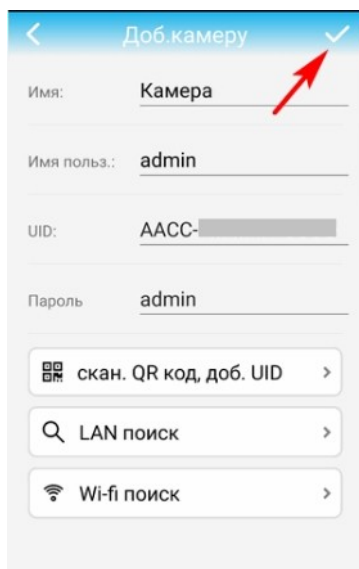 Доб.камеру
Имя: Камера
Имя польз.: admin
UID: AACC-
Пароль admin
скан. QR код, доб. UID
LAN поиск
Wi-fi поиск